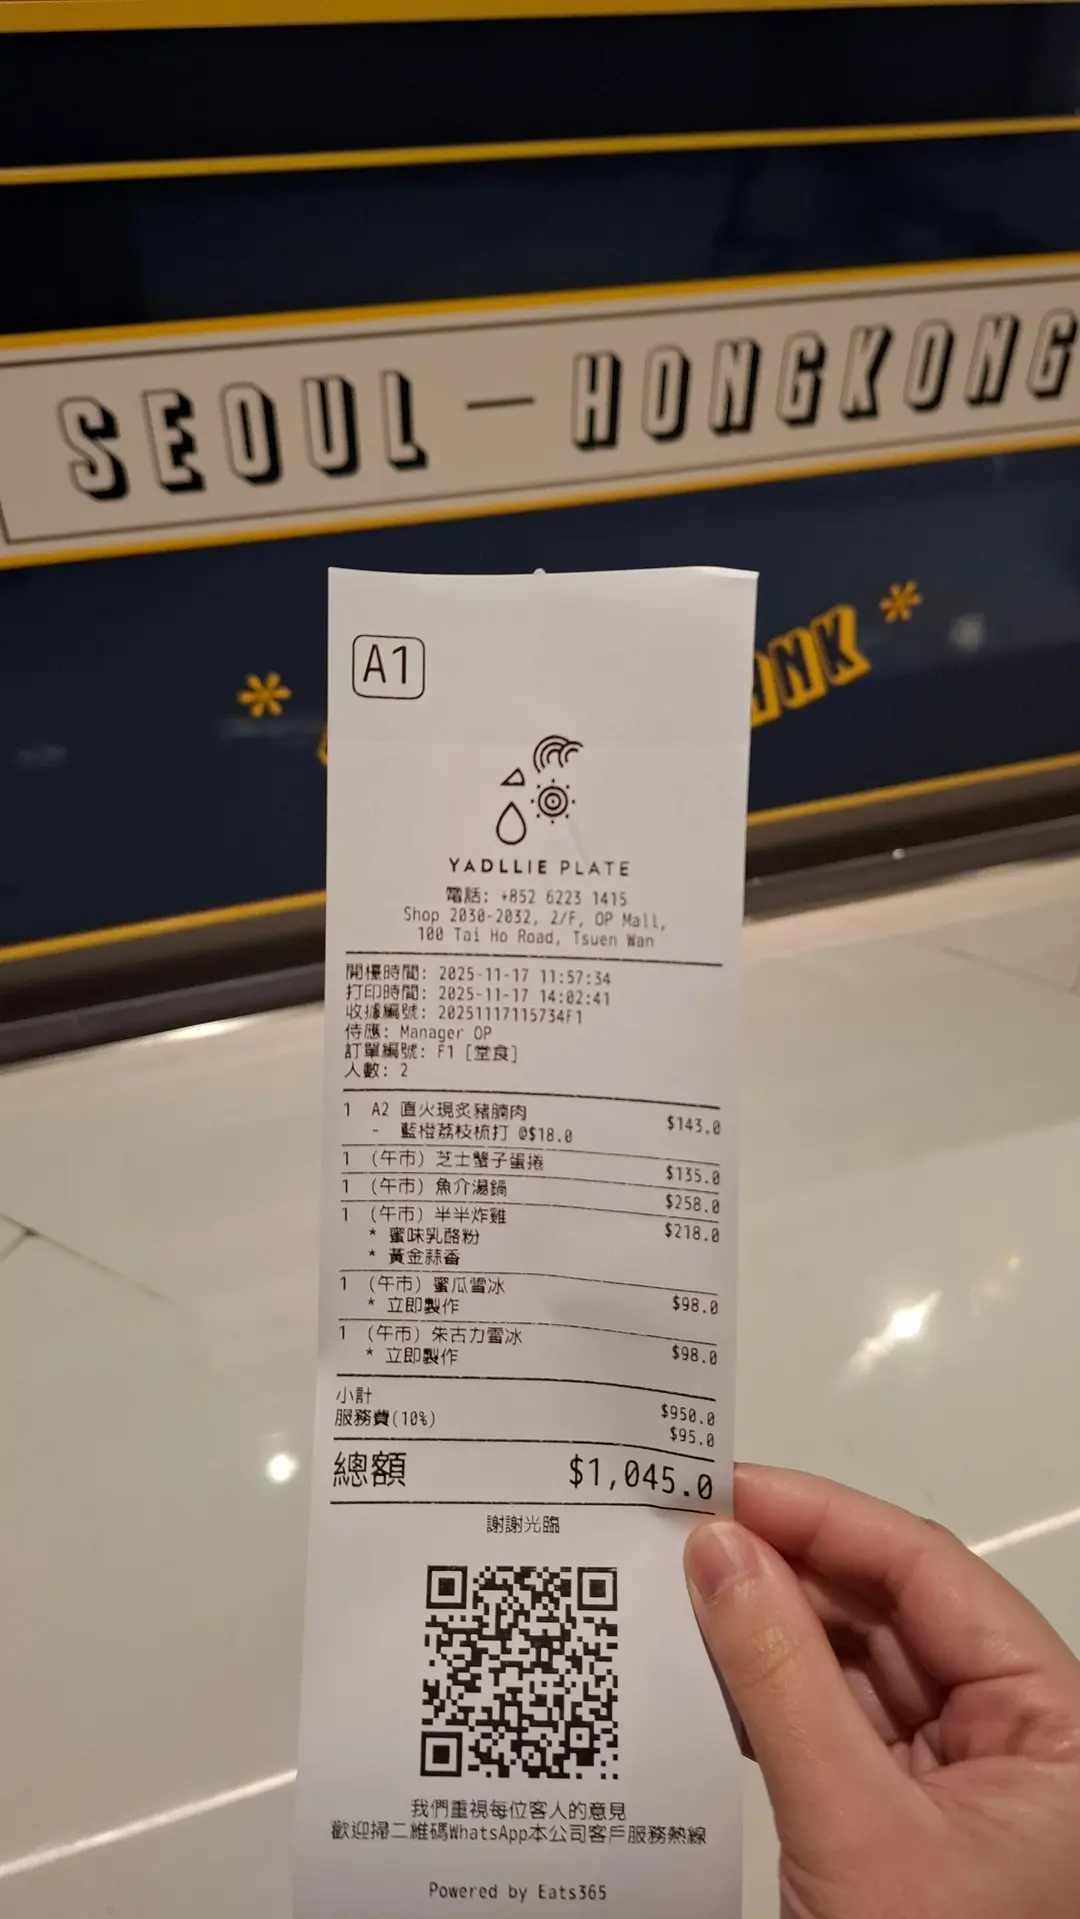 SEOUL — HONGKONG
* *
A1
YADLLIE PLATE
電話: +852 6223 1415
Shop 2030-2032, 2/F, OP Mall,
100 Tai Ho Road, Tsuen Wan
開檯時間: 2025-11-17 11:57:34
打印時間: 2025-11-17 14:02:41
收據編號: 20251117115734F1
侍應: Manager OP
訂單編號: F1 [堂食]
人數: 2
1 A2 直火現炙豬腩肉 $143.0
- 藍橙荔枝梳打 @$18.0
1 (午市) 芝士蟹子蛋捲 $135.0
1 (午市) 魚介湯鍋 $258.0
1 (午市) 半半炸雞 $218.0
* 蜜味乳酪粉
* 黃金蒜香
1 (午市) 蜜瓜雪冰
* 立即製作 $98.0
1 (午市) 朱古力雪冰
* 立即製作 $98.0
小計 $950.0
服務費(10%) $95.0
總額 $1,045.0
謝謝光臨
我們重視每位客人的意見
歡迎掃二維碼WhatsApp本公司客戶服務熱線
Powered by Eats365